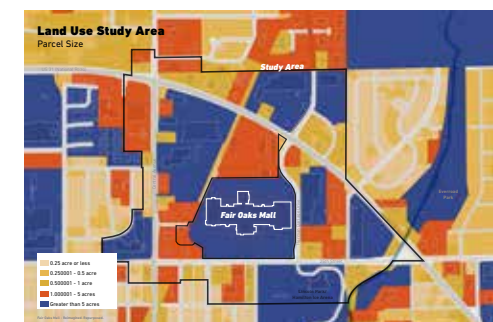 Land Use Study Area
Parcel Size
Study Area
Fair Oaks Mall
0.25 acre or less
0.250001 - 0.5 acre
0.500001 - 1 acre
1.000001 - 5 acres
Greater than 5 acres